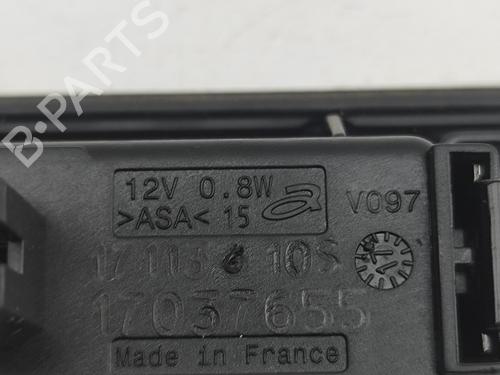 B-PARTS
12V 0.8W
>ASA< 15
V097
17037655
Made in France